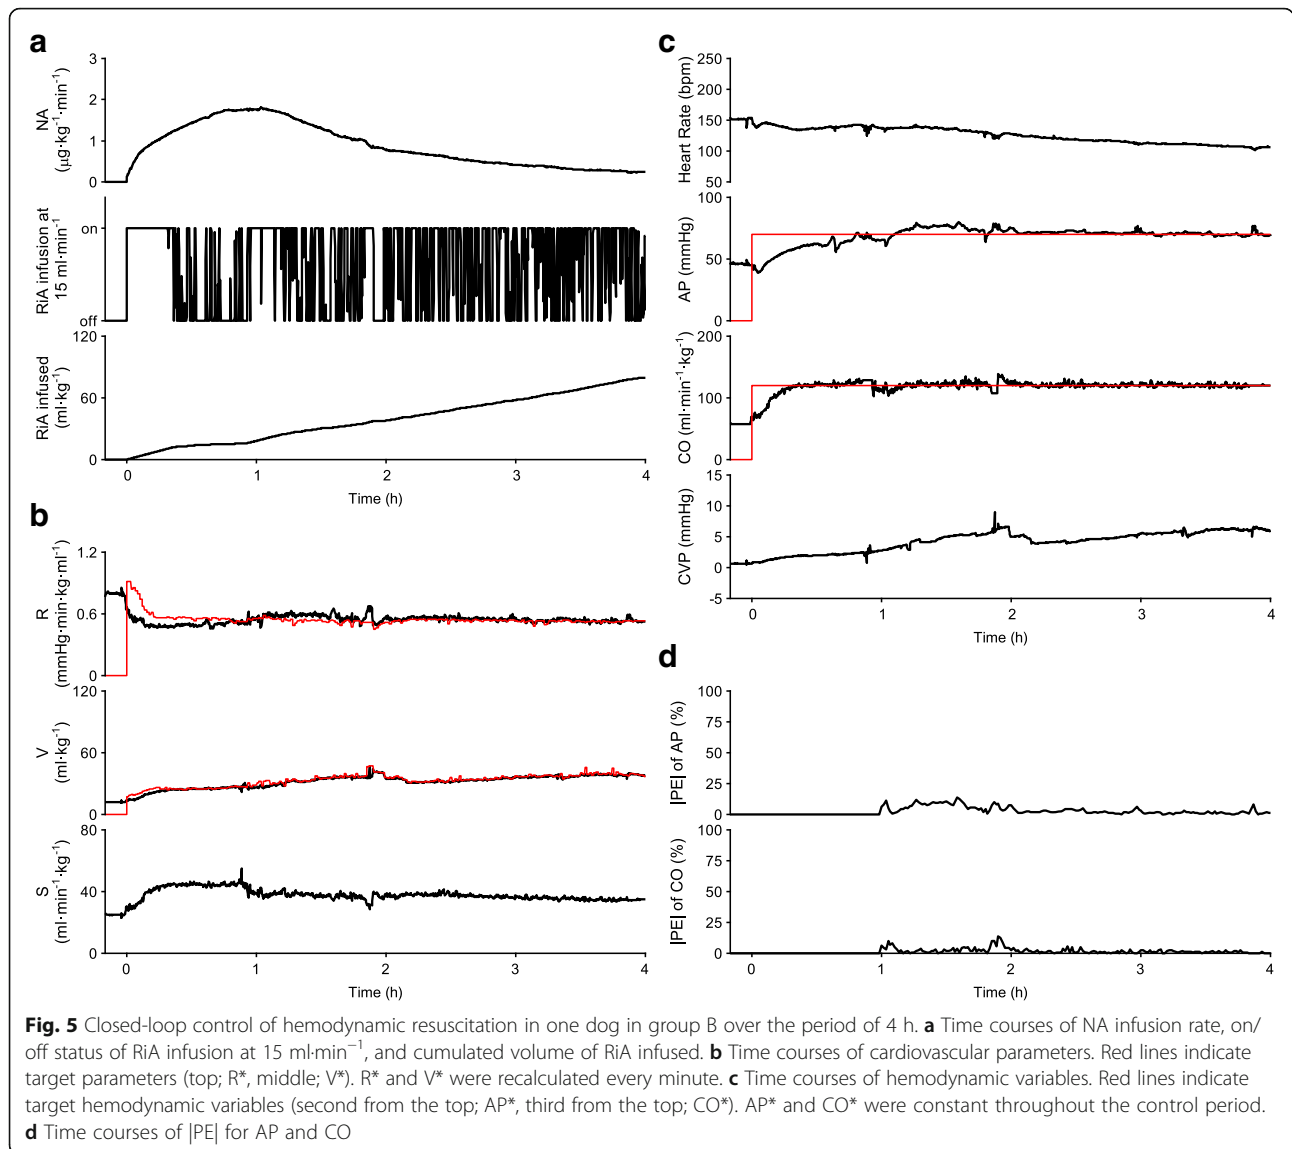 a
3
2
1
0
NA
(µg·kg⁻¹·min⁻¹)
on
off
RiA infusion at
15 ml·min⁻¹
120
60
0
RiA infused
(ml·kg⁻¹)
0 1 2 3 4
Time (h)
b
1.2
0.6
0
R
(mmHg·min·kg·ml⁻¹)
120
60
0
V
(ml·kg⁻¹)
80
40
0
S
(ml·min⁻¹·kg⁻¹)
0 1 2 3 4
Time (h)
c
250
200
150
100
50
Heart Rate (bpm)
100
50
0
AP (mmHg)
200
100
0
CO (ml·min⁻¹·kg⁻¹)
15
10
5
0
-5
CVP (mmHg)
0 1 2 3 4
Time (h)
d
100
75
50
25
0
|PE| of AP (%)
100
75
50
25
0
|PE| of CO (%)
0 1 2 3 4
Time (h)
Fig. 5 Closed-loop control of hemodynamic resuscitation in one dog in group B over the period of 4 h. a Time courses of NA infusion rate, on/
off status of RiA infusion at 15 ml·min⁻¹, and cumulated volume of RiA infused. b Time courses of cardiovascular parameters. Red lines indicate
target parameters (top; R*, middle; V*). R* and V* were recalculated every minute. c Time courses of hemodynamic variables. Red lines indicate
target hemodynamic variables (second from the top; AP*, third from the top; CO*). AP* and CO* were constant throughout the control period.
d Time courses of |PE| for AP and CO